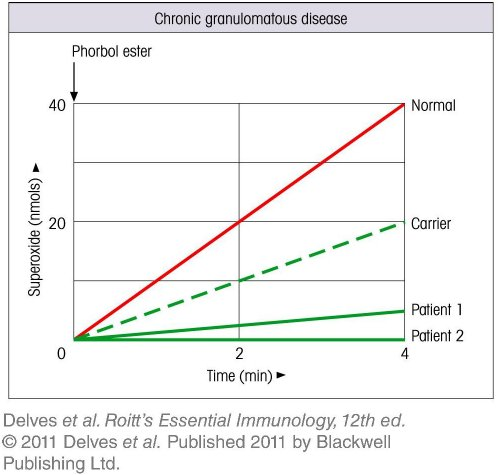 Chronic granulomatous disease
Phorbol ester
40
20
0
2
4
Superoxide (nmols) ►
Time (min) ►
Normal
Carrier
Patient 1
Patient 2
Delves et al. Roitt's Essential Immunology, 12th ed.
© 2011 Delves et al. Published 2011 by Blackwell
Publishing Ltd.